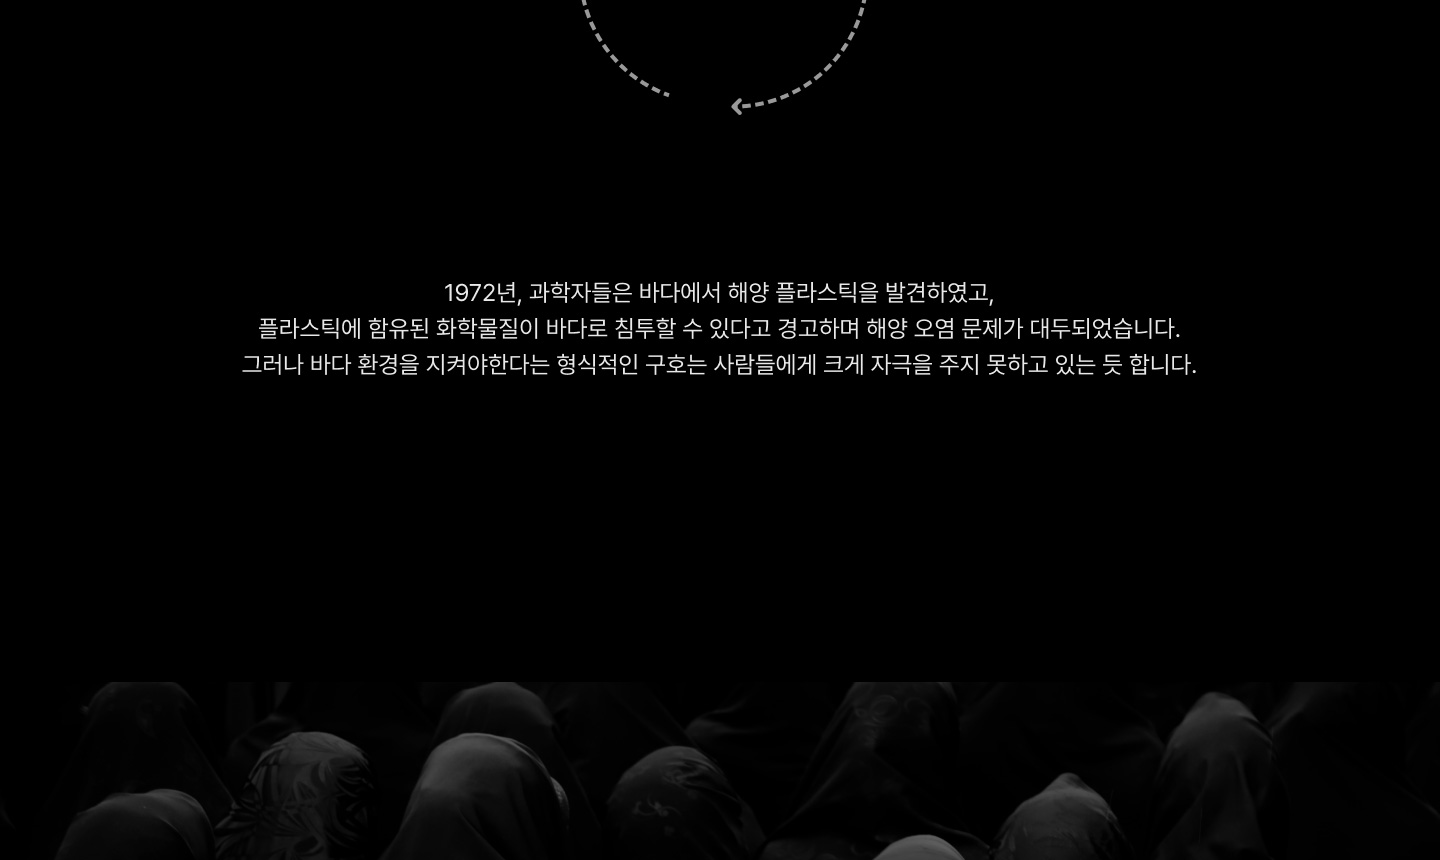 1972년, 과학자들은 바다에서 해양 플라스틱을 발견하였고,
플라스틱에 함유된 화학물질이 바다로 침투할 수 있다고 경고하며 해양 오염 문제가 대두되었습니다.
그러나 바다 환경을 지켜야한다는 형식적인 구호는 사람들에게 크게 자극을 주지 못하고 있는 듯 합니다.